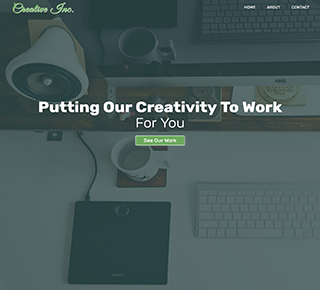 Creative Inc.
HOME ABOUT CONTACT
Putting Our Creativity To Work
For You
See Our Work